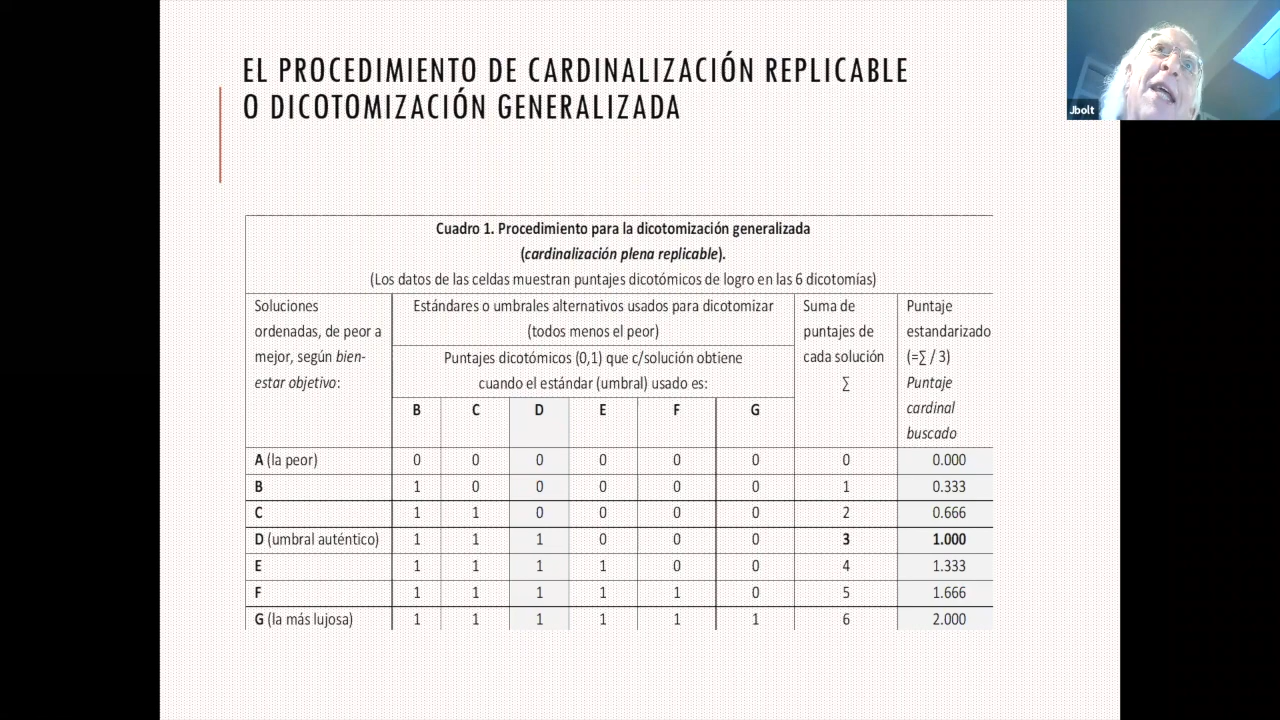 EL PROCEDIMIENTO DE CARDINALIZACIÓN REPLICABLE
O DICOTOMIZACIÓN GENERALIZADA
Jbolt
Cuadro 1. Procedimiento para la dicotomización generalizada
(cardinalización plena replicable).
(Los datos de las celdas muestran puntajes dicotómicos de logro en las 6 dicotomías)
Soluciones
ordenadas, de peor a
mejor, según bien-
estar objetivo:
Estándares o umbrales alternativos usados para dicotomizar
(todos menos el peor)
Puntajes dicotómicos (0,1) que c/solución obtiene
cuando el estándar (umbral) usado es:
B C D E F G
Suma de
puntajes de
cada solución
∑
Puntaje
estandarizado
(=∑ / 3)
Puntaje
cardinal
buscado
A (la peor) 0 0 0 0 0 0 0 0.000
B 1 0 0 0 0 0 1 0.333
C 1 1 0 0 0 0 2 0.666
D (umbral auténtico) 1 1 1 0 0 0 3 1.000
E 1 1 1 1 0 0 4 1.333
F 1 1 1 1 1 0 5 1.666
G (la más lujosa) 1 1 1 1 1 1 6 2.000